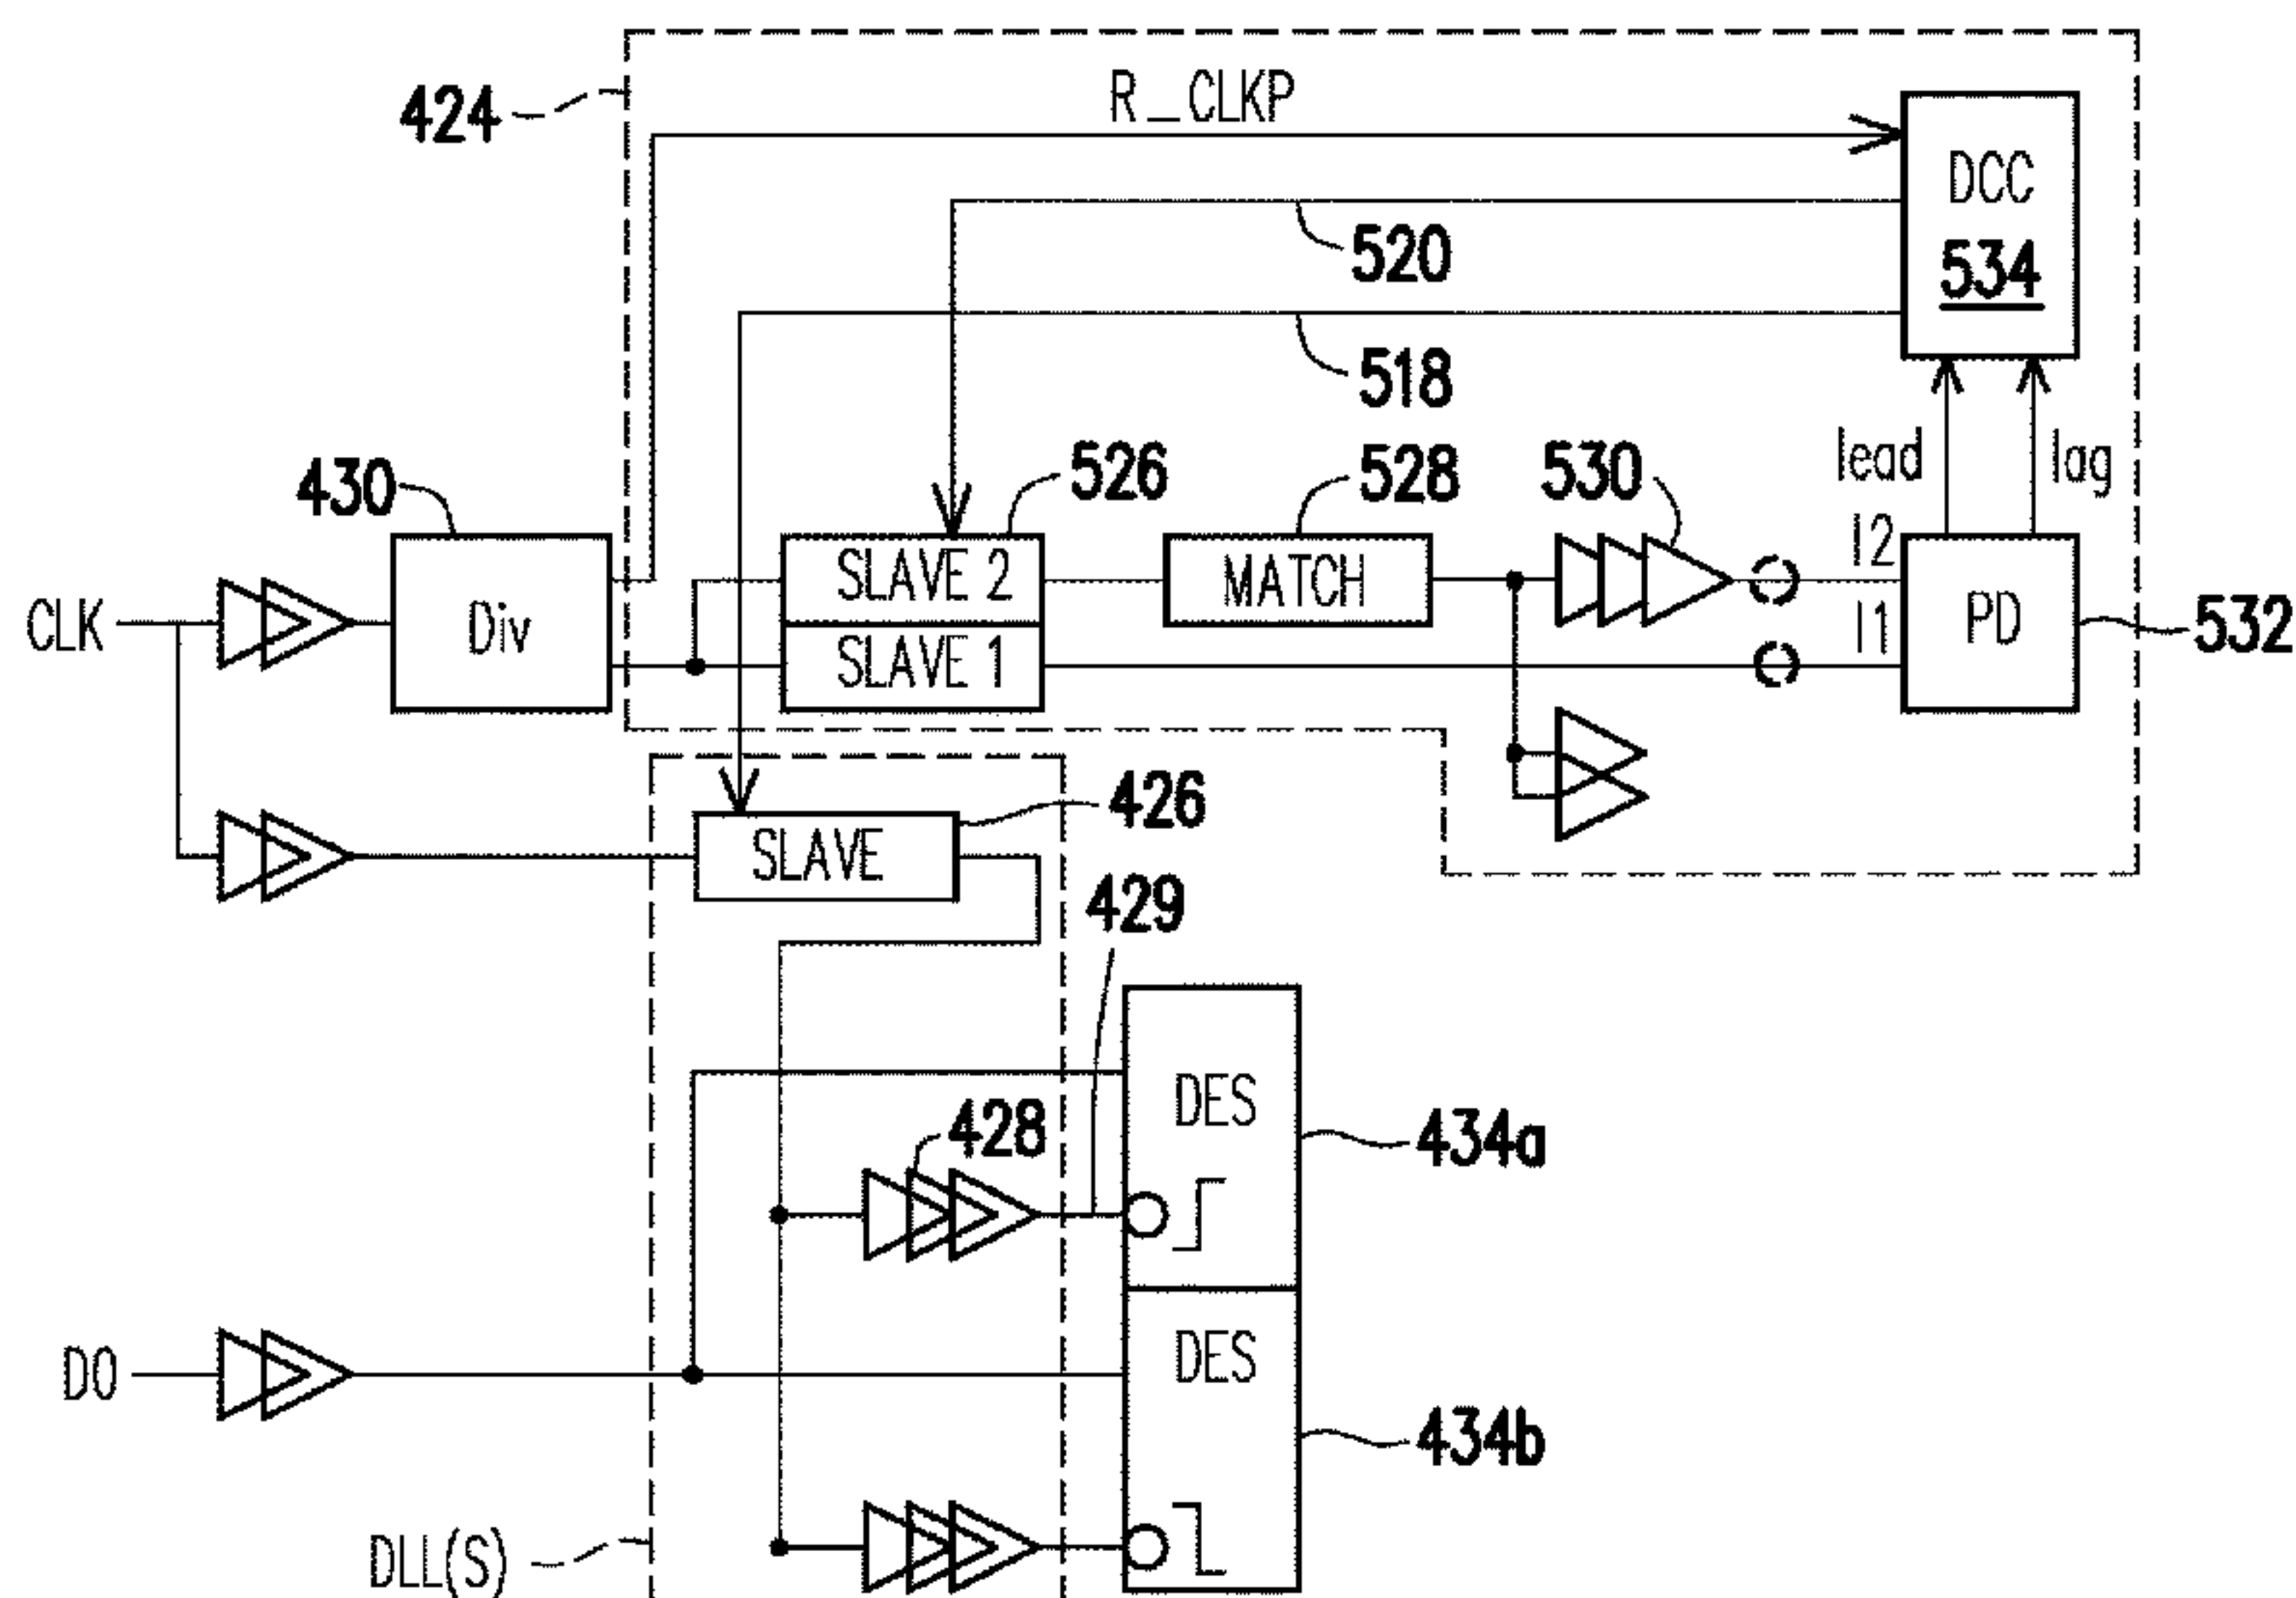 424
R_CLKP
DCC
534
520
518
430
526
528
530
lead
lag
I2
SLAVE 2
MATCH
CLK
Div
I1
PD
532
SLAVE 1
426
SLAVE
429
DES
428
434a
D0
DES
434b
DLL(S)